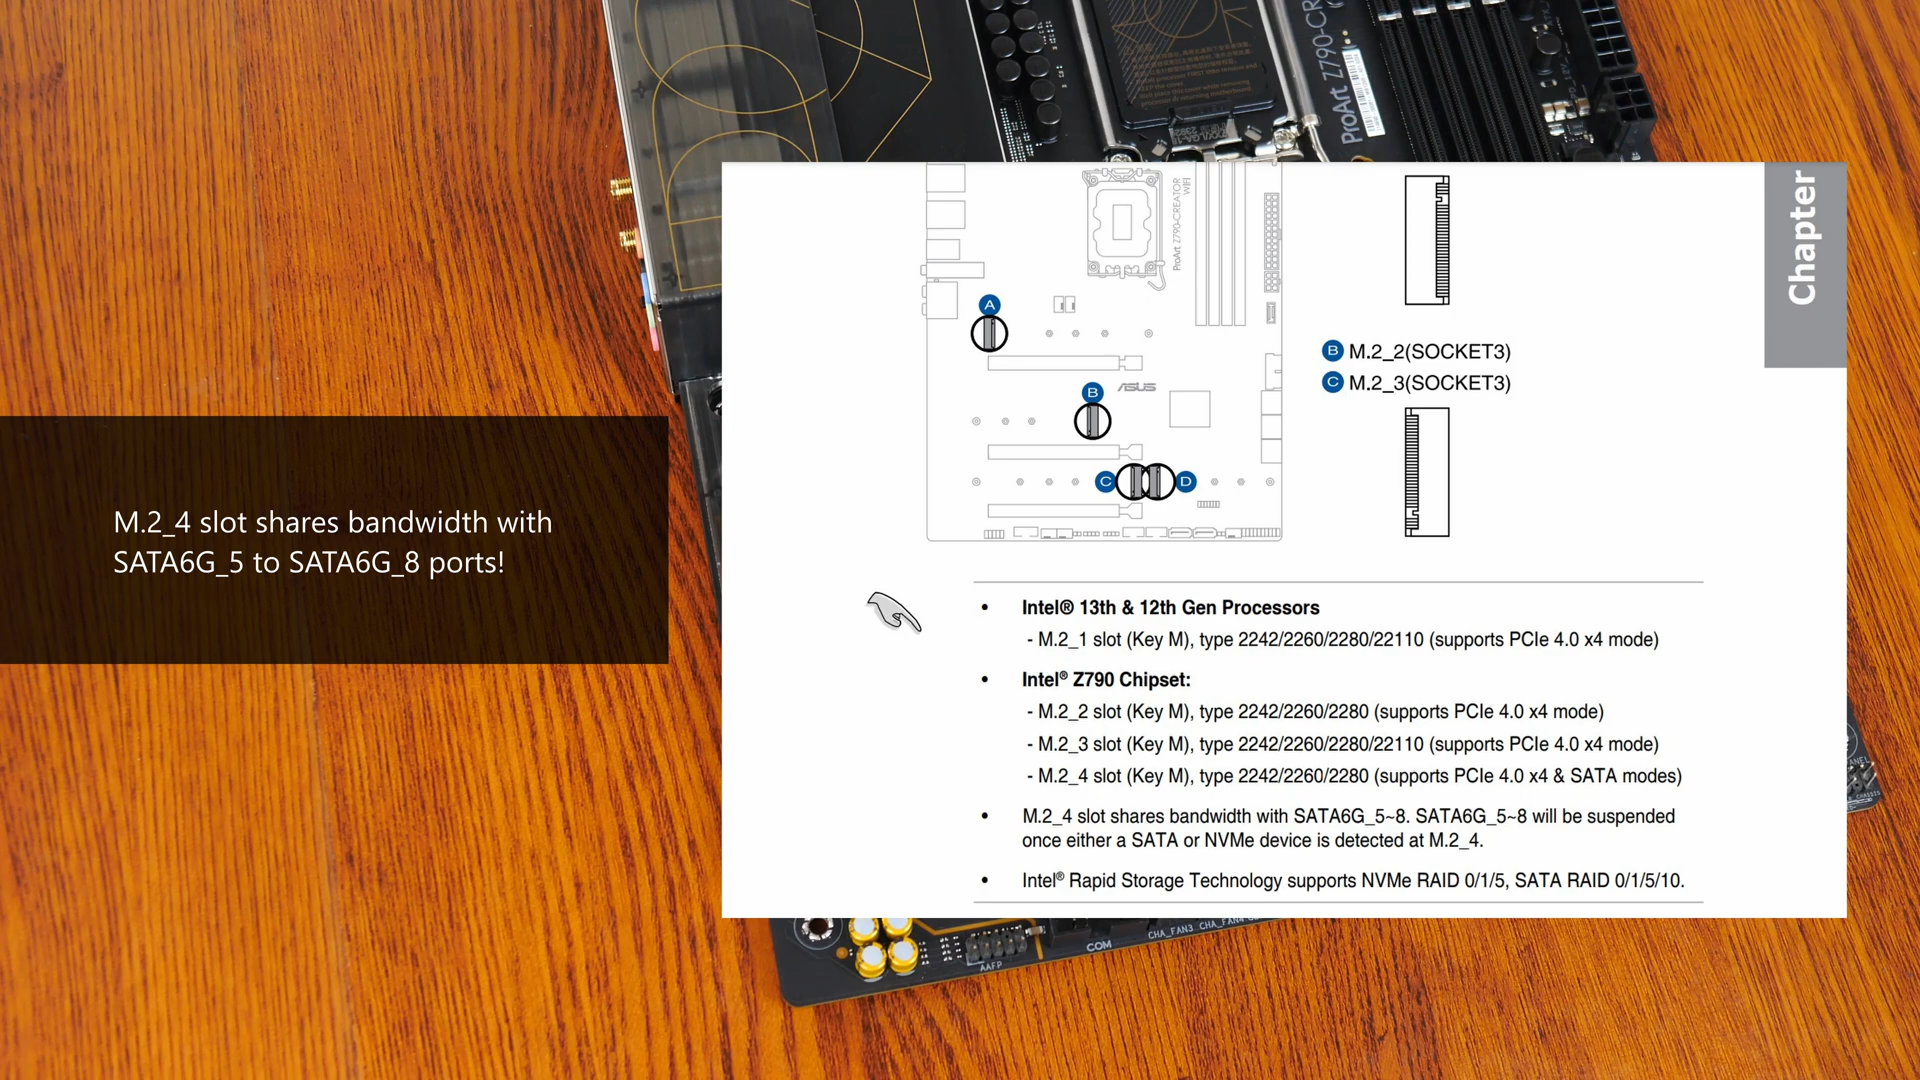 ProArt Z790-CR
M.2_4 slot shares bandwidth with
SATA6G_5 to SATA6G_8 ports!
Chapter
ProArt Z790-CREATOR
WIFI
A
B
ASUS
C
D
B M.2_2(SOCKET3)
C M.2_3(SOCKET3)
• Intel® 13th & 12th Gen Processors
- M.2_1 slot (Key M), type 2242/2260/2280/22110 (supports PCIe 4.0 x4 mode)
• Intel® Z790 Chipset:
- M.2_2 slot (Key M), type 2242/2260/2280 (supports PCIe 4.0 x4 mode)
- M.2_3 slot (Key M), type 2242/2260/2280/22110 (supports PCIe 4.0 x4 mode)
- M.2_4 slot (Key M), type 2242/2260/2280 (supports PCIe 4.0 x4 & SATA modes)
• M.2_4 slot shares bandwidth with SATA6G_5~8. SATA6G_5~8 will be suspended
once either a SATA or NVMe device is detected at M.2_4.
• Intel® Rapid Storage Technology supports NVMe RAID 0/1/5, SATA RAID 0/1/5/10.
AAFP
COM
CHA_FAN3
PANEL